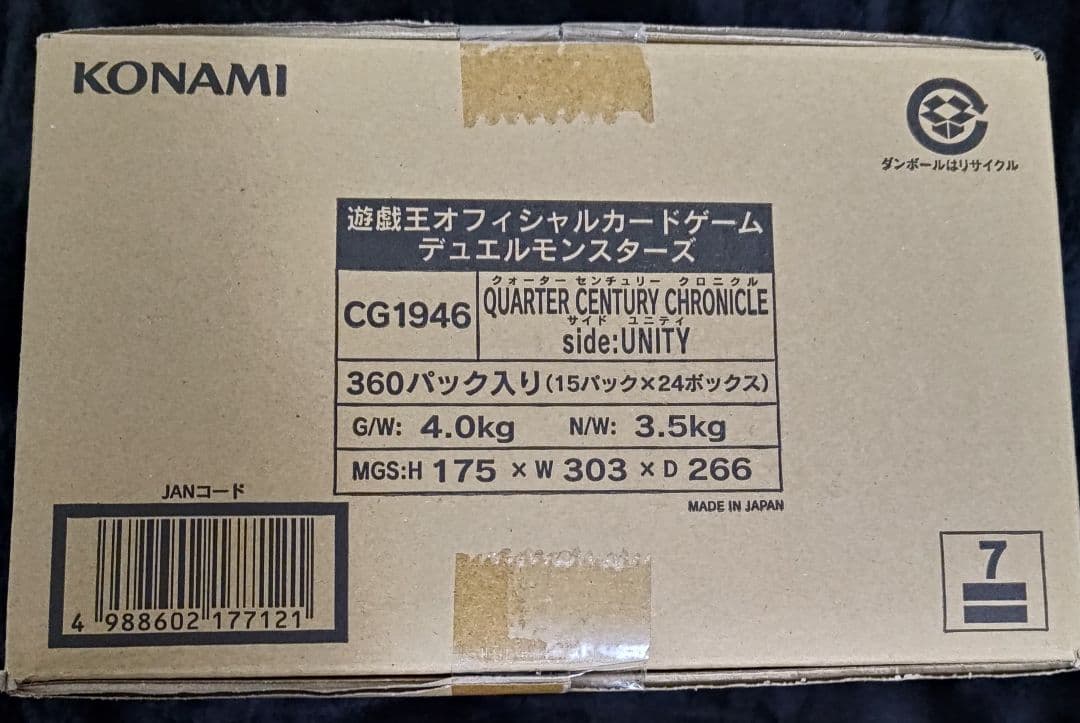 KONAMI
ダンボールはリサイクル
遊戯王オフィシャルカードゲーム
デュエルモンスターズ
CG1946
クォーター センチュリー クロニクル
QUARTER CENTURY CHRONICLE
サイド ユニティ
side:UNITY
360パック入り(15パック×24ボックス)
G/W: 4.0kg N/W: 3.5kg
MGS:H 175 × W 303 × D 266
MADE IN JAPAN
JANコード
4 988602 177121
7